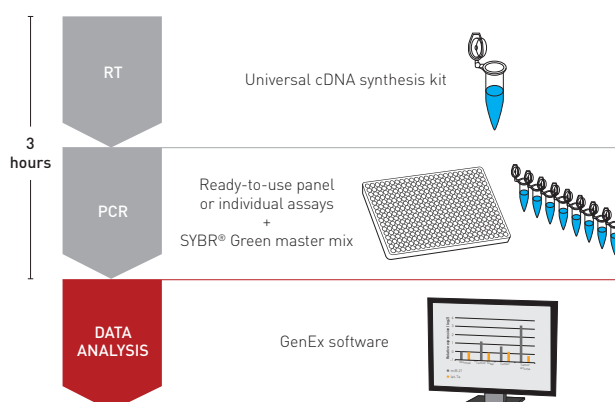 RT
Universal cDNA synthesis kit
3
hours
PCR
Ready-to-use panel
or individual assays
+
SYBR® Green master mix
DATA
ANALYSIS
GenEx software